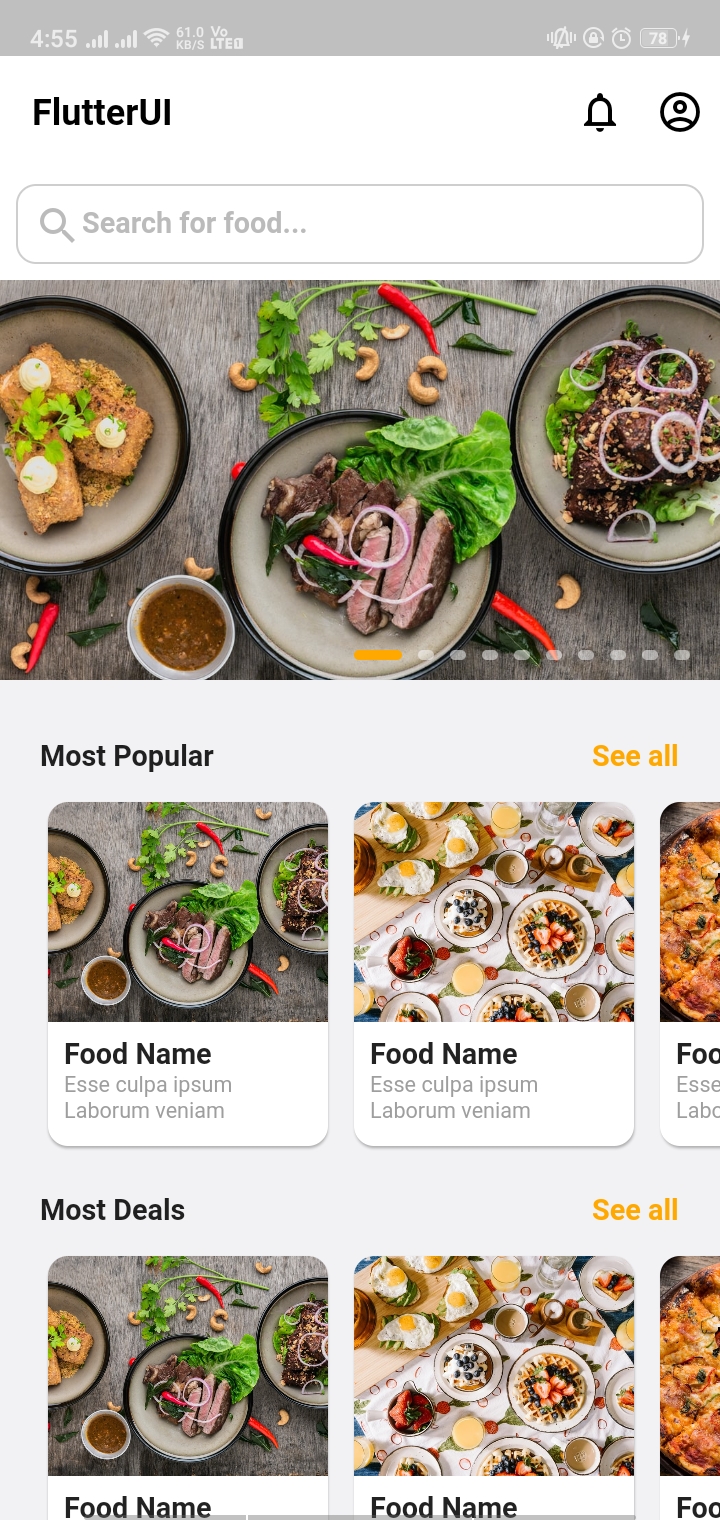 4:55 61.0 KB/S Vo LTE 78
FlutterUI
Search for food...
Most Popular See all
Food Name Food Name Foo
Esse culpa ipsum Esse culpa ipsum Esse
Laborum veniam Laborum veniam Labo
Most Deals See all
Food Name Food Name Foo